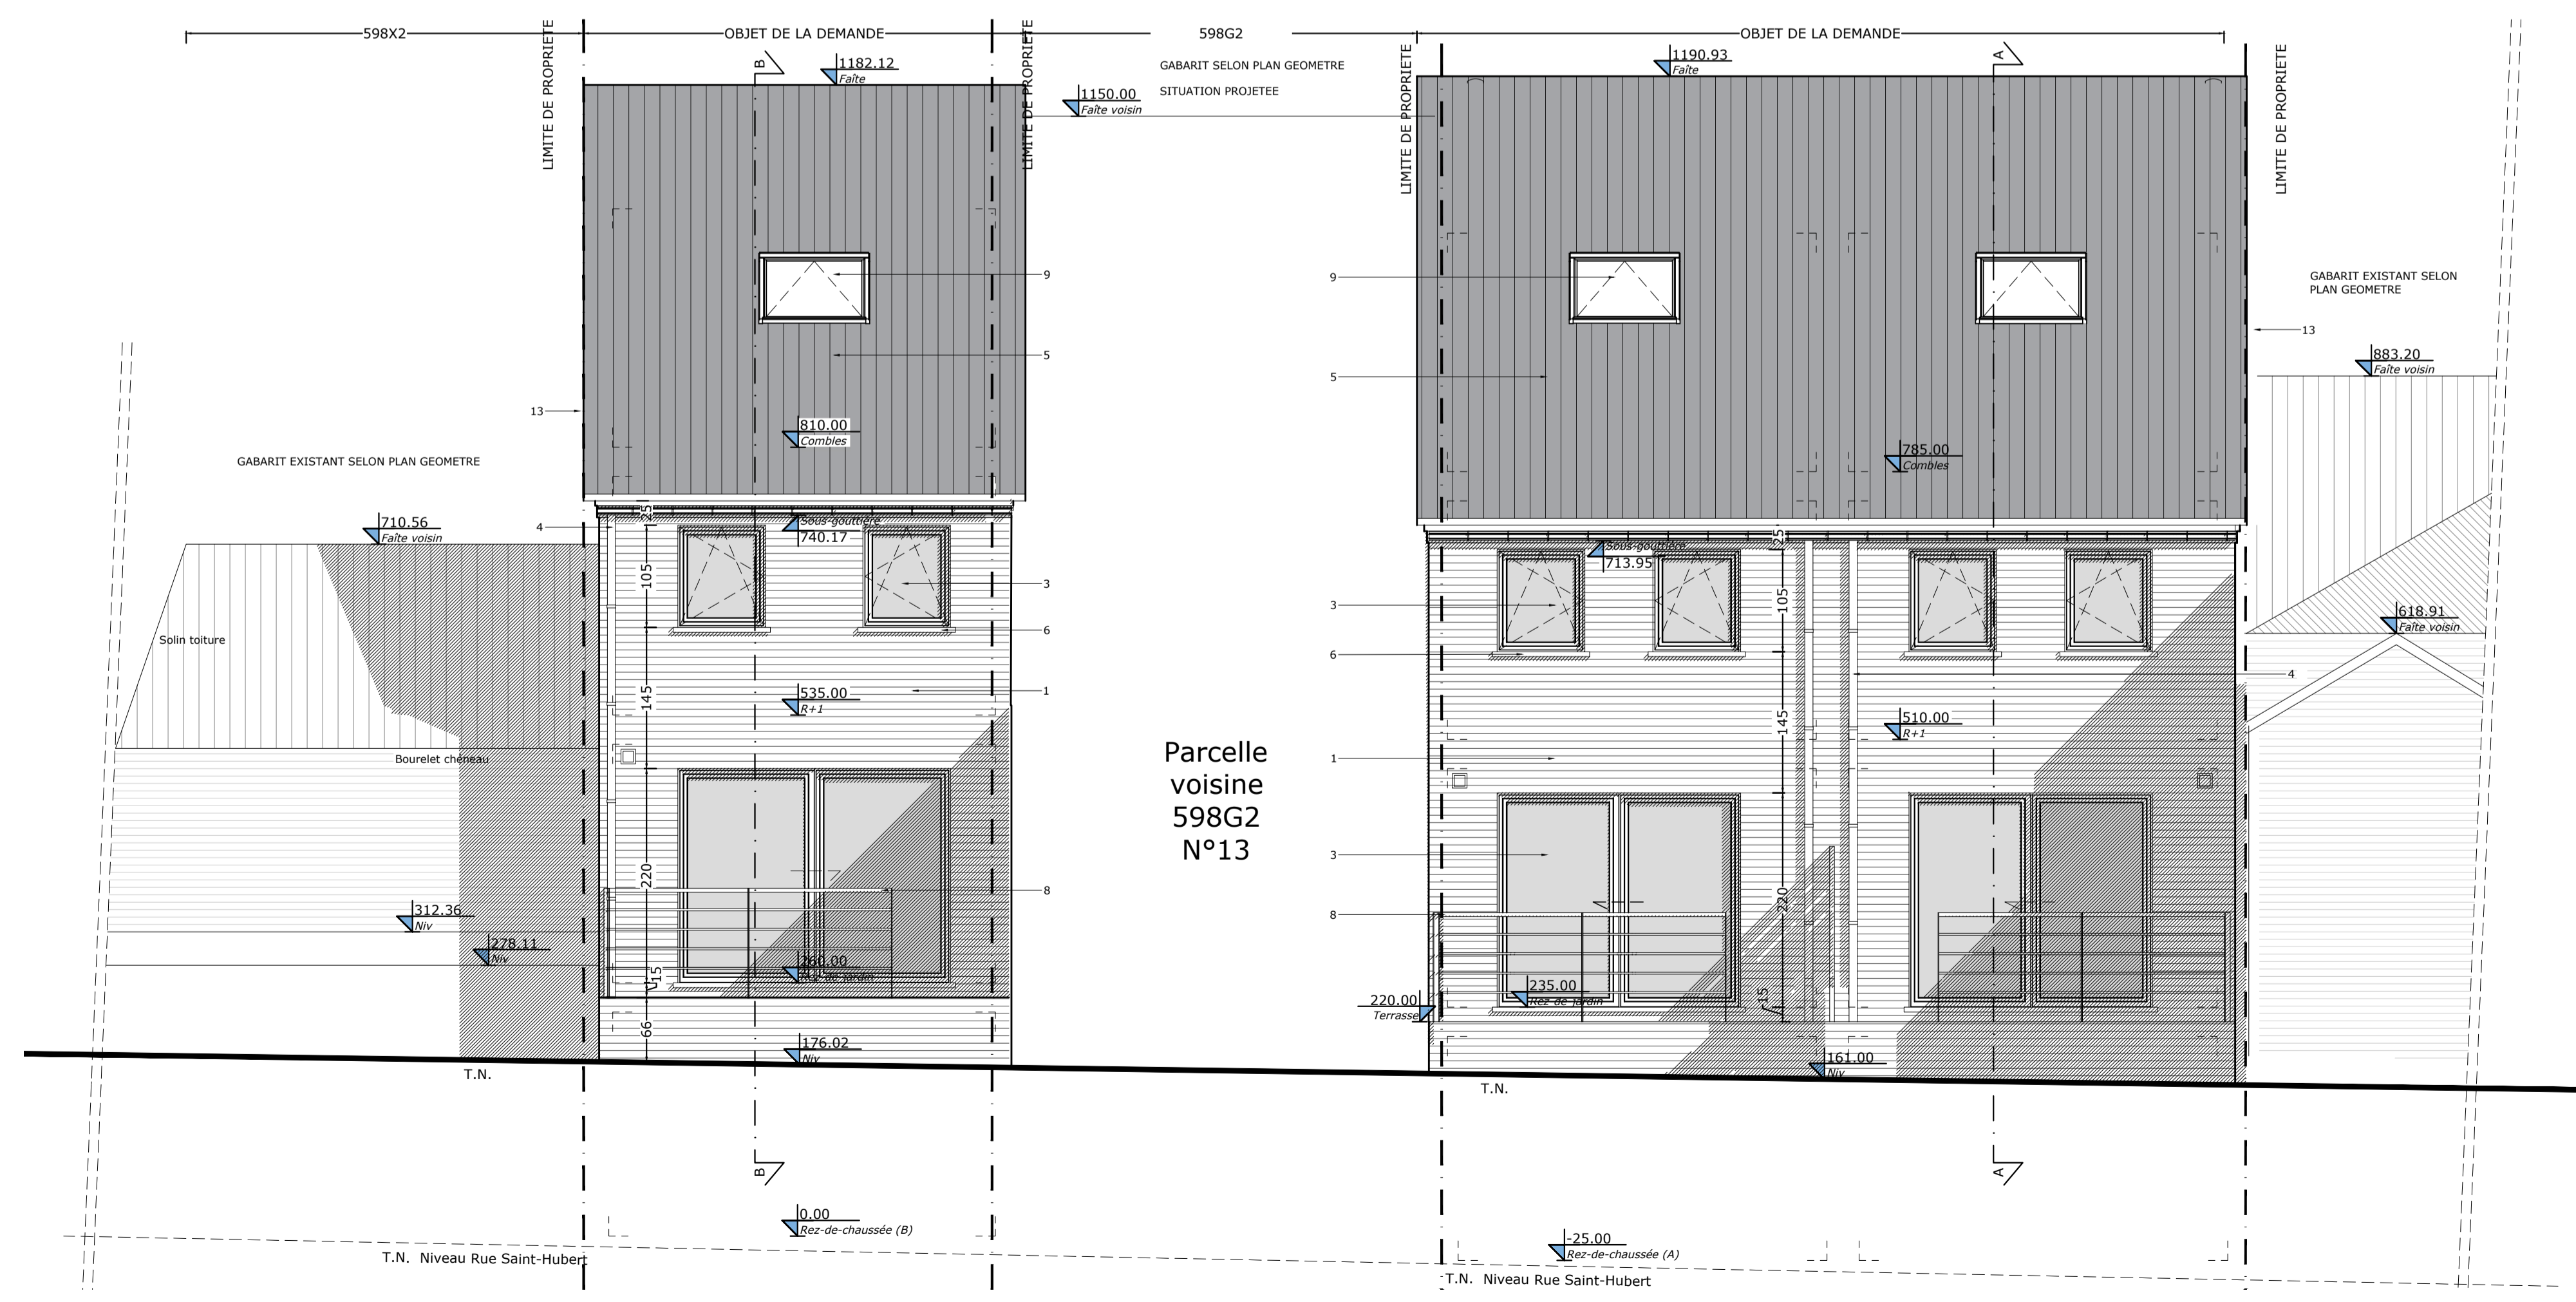 598X2
OBJET DE LA DEMANDE
598G2
OBJET DE LA DEMANDE
LIMITE DE PROPRIETE
LIMITE DE PROPRIETE
LIMITE DE PROPRIETE
LIMITE DE PROPRIETE
B
1182.12
Faîte
1150.00
Faîte voisin
GABARIT SELON PLAN GEOMETRE
SITUATION PROJETEE
1190.93
Faîte
A
9
9
5
5
13
13
GABARIT EXISTANT SELON
PLAN GEOMETRE
883.20
Faîte voisin
810.00
Combles
785.00
Combles
GABARIT EXISTANT SELON PLAN GEOMETRE
710.56
Faîte voisin
4
25
Sous-gouttière
740.17
25
Sous-gouttière
713.95
105
3
105
3
6
6
618.91
Faîte voisin
Solin toiture
4
145
535.00
R+1
1
145
510.00
R+1
1
Bourelet chéneau
Parcelle
voisine
598G2
N°13
220
3
220
8
8
312.36
Niv
278.11
Niv
260.00
Rez-de-jardin
15
235.00
Rez-de-jardin
15
220.00
Terrasse
66
176.02
Niv
161.00
Niv
T.N.
T.N.
B
A
0.00
Rez-de-chaussée (B)
-25.00
Rez-de-chaussée (A)
T.N. Niveau Rue Saint-Hubert
T.N. Niveau Rue Saint-Hubert